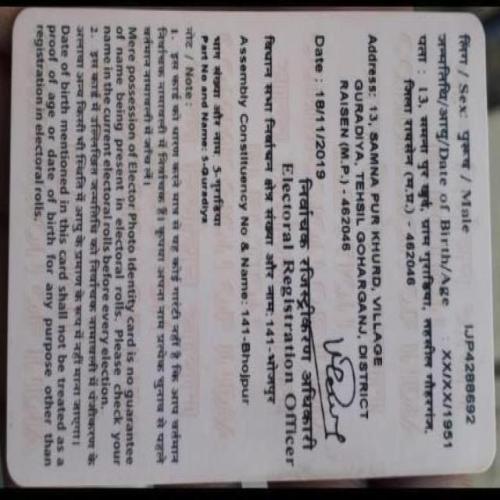 IJP4288692
लिंग / Sex: पुरूष / Male
जन्मतिथि/आयु/Date of Birth/Age : XX/XX/1951
पता : 13, समना पुर खुर्द, ग्राम गुराडिया, तहसील गोहरगंज,
जिला रायसेन (म.प्र.) - 462046
Address: 13, SAMNA PUR KHURD, VILLAGE
GURADIYA, TEHSIL GOHARGANJ, DISTRICT
RAISEN (M.P.) - 462046
Date : 18/11/2019
निर्वाचक रजिस्ट्रीकरण अधिकारी
Electoral Registration Officer
विधान सभा निर्वाचन क्षेत्र संख्या और नाम: 141-भोजपुर
Assembly Constituency No & Name: 141-Bhojpur
भाग संख्या और नाम: 5-गुराडिया
Part No and Name: 5-Guradiya
नोट / Note :
1. इस कार्ड को धारण करने मात्र से यह कोई गारंटी नहीं है कि आप वर्तमान
निर्वाचक नामावली में निर्वाचक हैं। कृपया अपना नाम प्रत्येक चुनाव से पहले
वर्तमान नामावली में जाँच लें।
Mere possession of Elector Photo Identity card is no guarantee
of name being present in electoral rolls. Please check your
name in the current electoral rolls before every election.
2. इस कार्ड में उल्लिखित जन्मतिथि को निर्वाचक नामावली में पंजीकरण के
अलावा अन्य किसी भी स्थिति में आयु के प्रमाण के रूप में नहीं माना जाएगा।
Date of birth mentioned in this card shall not be treated as a
proof of age or date of birth for any purpose other than
registration in electoral rolls.